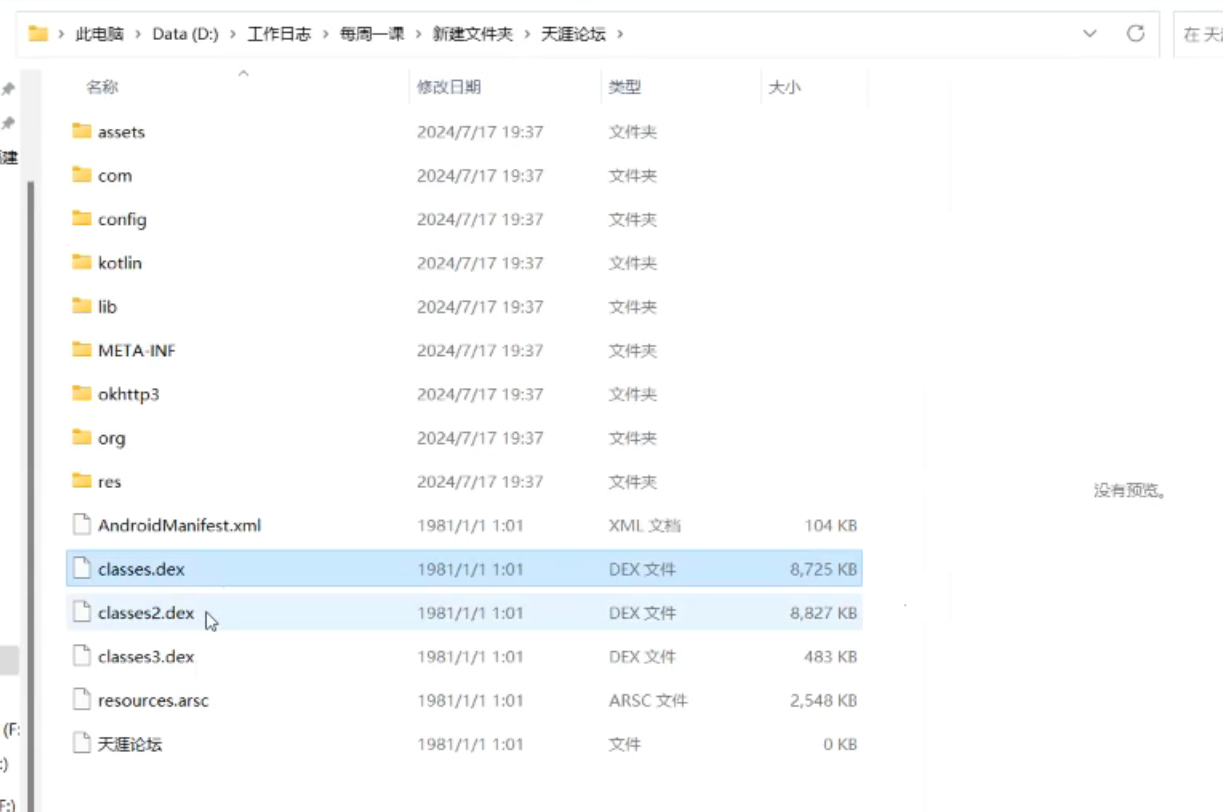 此电脑 › Data (D:) › 工作日志 › 每周一课 › 新建文件夹 › 天涯论坛 ›
在 天
名称 修改日期 类型 大小
assets 2024/7/17 19:37 文件夹
com 2024/7/17 19:37 文件夹
建
config 2024/7/17 19:37 文件夹
kotlin 2024/7/17 19:37 文件夹
lib 2024/7/17 19:37 文件夹
META-INF 2024/7/17 19:37 文件夹
okhttp3 2024/7/17 19:37 文件夹
org 2024/7/17 19:37 文件夹
res 2024/7/17 19:37 文件夹
没有预览。
AndroidManifest.xml 1981/1/1 1:01 XML 文档 104 KB
classes.dex 1981/1/1 1:01 DEX 文件 8,725 KB
classes2.dex 1981/1/1 1:01 DEX 文件 8,827 KB
classes3.dex 1981/1/1 1:01 DEX 文件 483 KB
resources.arsc 1981/1/1 1:01 ARSC 文件 2,548 KB
(F:
天涯论坛 1981/1/1 1:01 文件 0 KB
:)
F:)